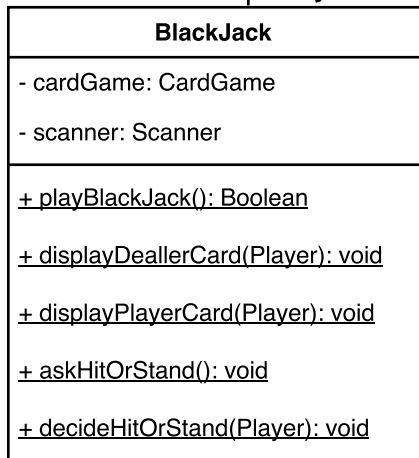 BlackJack
- cardGame: CardGame
- scanner: Scanner
+ playBlackJack(): Boolean
+ displayDeallerCard(Player): void
+ displayPlayerCard(Player): void
+ askHitOrStand(): void
+ decideHitOrStand(Player): void